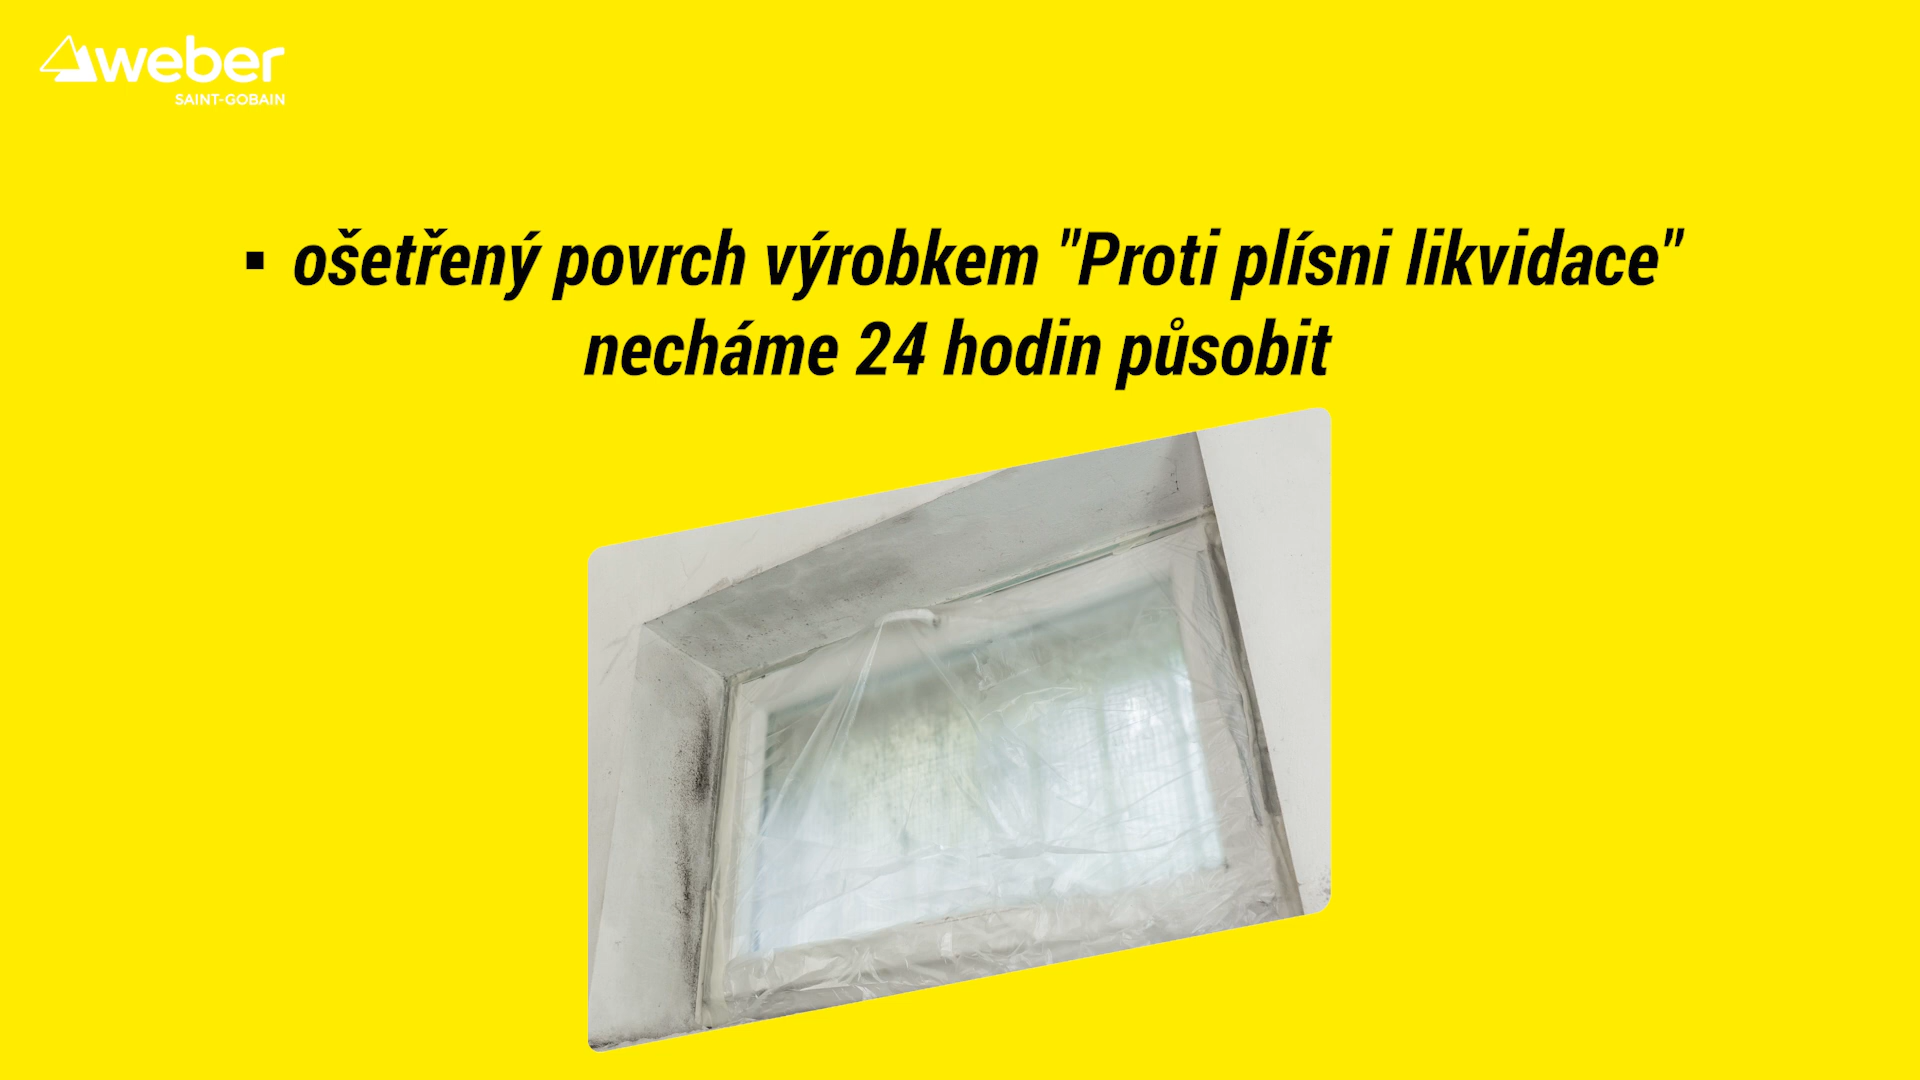 weber
SAINT-GOBAIN
▪ ošetřený povrch výrobkem "Proti plísni likvidace"
necháme 24 hodin působit